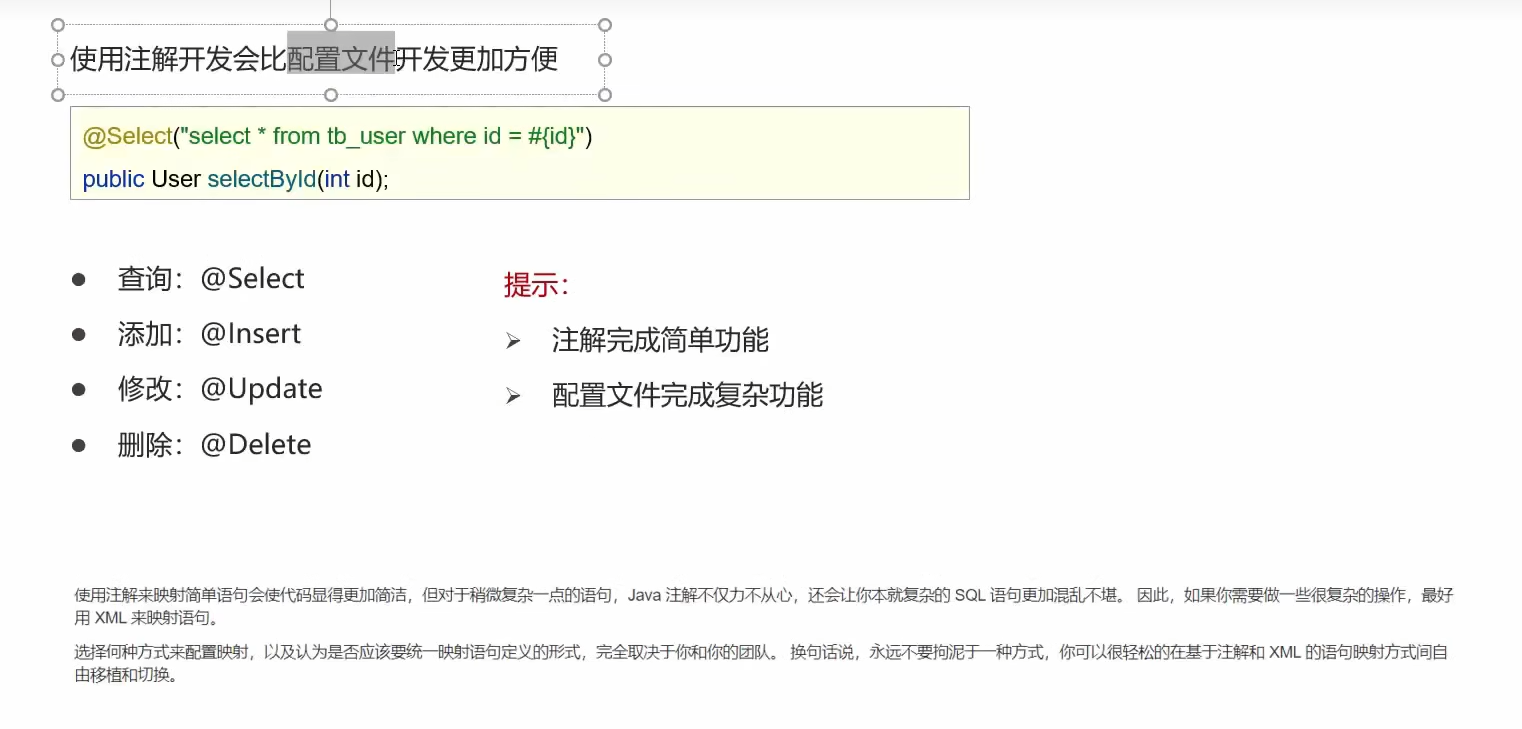 使用注解开发会比配置文件开发更加方便
@Select("select * from tb_user where id = #{id}")
public User selectById(int id);
● 查询：@Select
● 添加：@Insert
● 修改：@Update
● 删除：@Delete
提示：
➢ 注解完成简单功能
➢ 配置文件完成复杂功能
使用注解来映射简单语句会使代码显得更加简洁，但对于稍微复杂一点的语句，Java 注解不仅力不从心，还会让你本就复杂的 SQL 语句更加混乱不堪。 因此，如果你需要做一些很复杂的操作，最好
用 XML 来映射语句。
选择何种方式来配置映射，以及认为是否应该要统一映射语句定义的形式，完全取决于你和你的团队。 换句话说，永远不要拘泥于一种方式，你可以很轻松的在基于注解和 XML 的语句映射方式间自
由移植和切换。